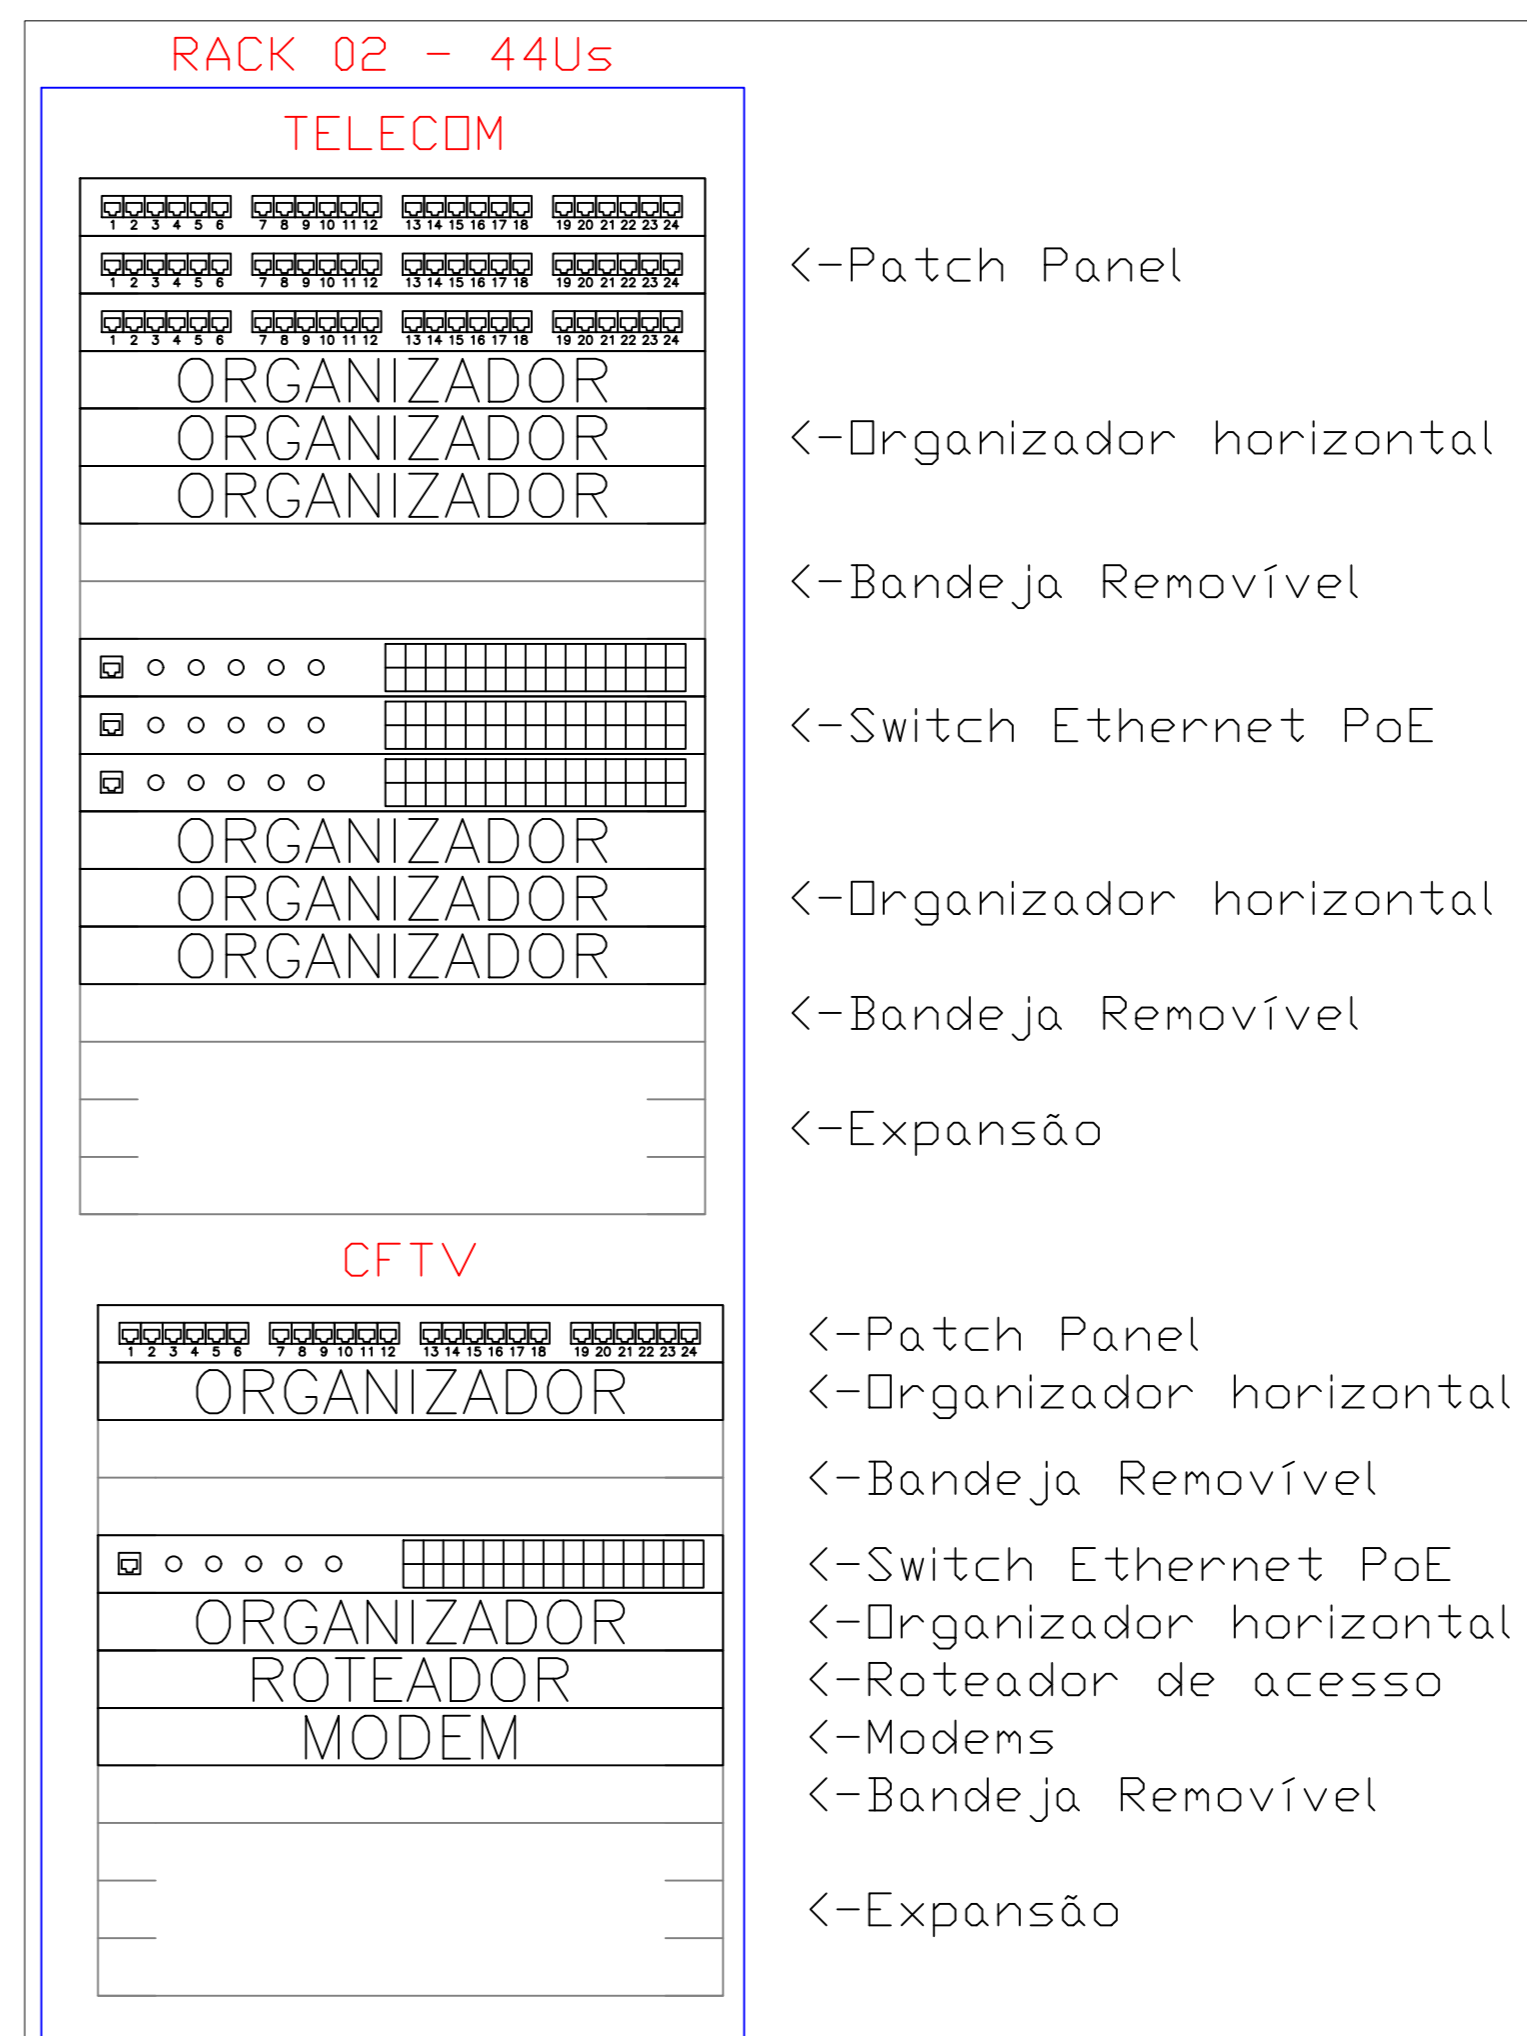 RACK 02 - 44Us
TELECOM
1 2 3 4 5 6 7 8 9 10 11 12 13 14 15 16 17 18 19 20 21 22 23 24
1 2 3 4 5 6 7 8 9 10 11 12 13 14 15 16 17 18 19 20 21 22 23 24
<-Patch Panel
1 2 3 4 5 6 7 8 9 10 11 12 13 14 15 16 17 18 19 20 21 22 23 24
ORGANIZADOR
ORGANIZADOR
<-Organizador horizontal
ORGANIZADOR
<-Bandeja Removível
<-Switch Ethernet PoE
ORGANIZADOR
ORGANIZADOR
<-Organizador horizontal
ORGANIZADOR
<-Bandeja Removível
<-Expansão
CFTV
1 2 3 4 5 6 7 8 9 10 11 12 13 14 15 16 17 18 19 20 21 22 23 24
<-Patch Panel
ORGANIZADOR
<-Organizador horizontal
<-Bandeja Removível
<-Switch Ethernet PoE
ORGANIZADOR
<-Organizador horizontal
ROTEADOR
<-Roteador de acesso
MODEM
<-Modems
<-Bandeja Removível
<-Expansão